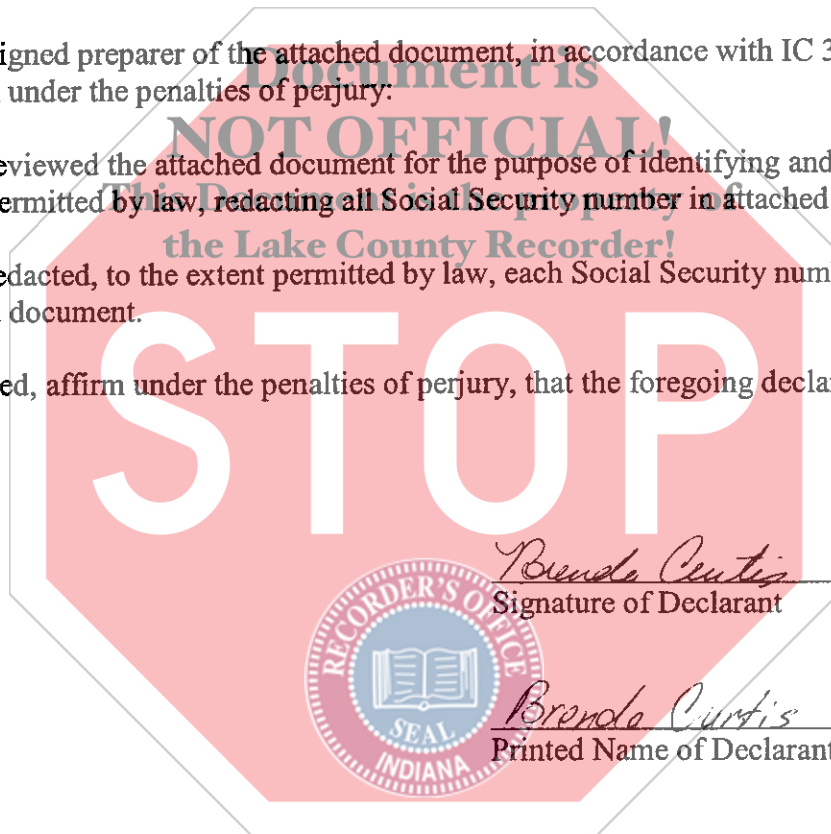 igned preparer of the attached document, in accordance with IC 3
under the penalties of perjury:
eviewed the attached document for the purpose of identifying and
ermitted by law, redacting all Social Security number in attached
edacted, to the extent permitted by law, each Social Security num
document.
ed, affirm under the penalties of perjury, that the foregoing decla
Document is
NOT OFFICIAL!
This Document is the property of
the Lake County Recorder!
STOP
Brenda Curtis
Signature of Declarant
Brenda Curtis
Printed Name of Declarant
RECORDER'S OFFICE
SEAL
INDIANA